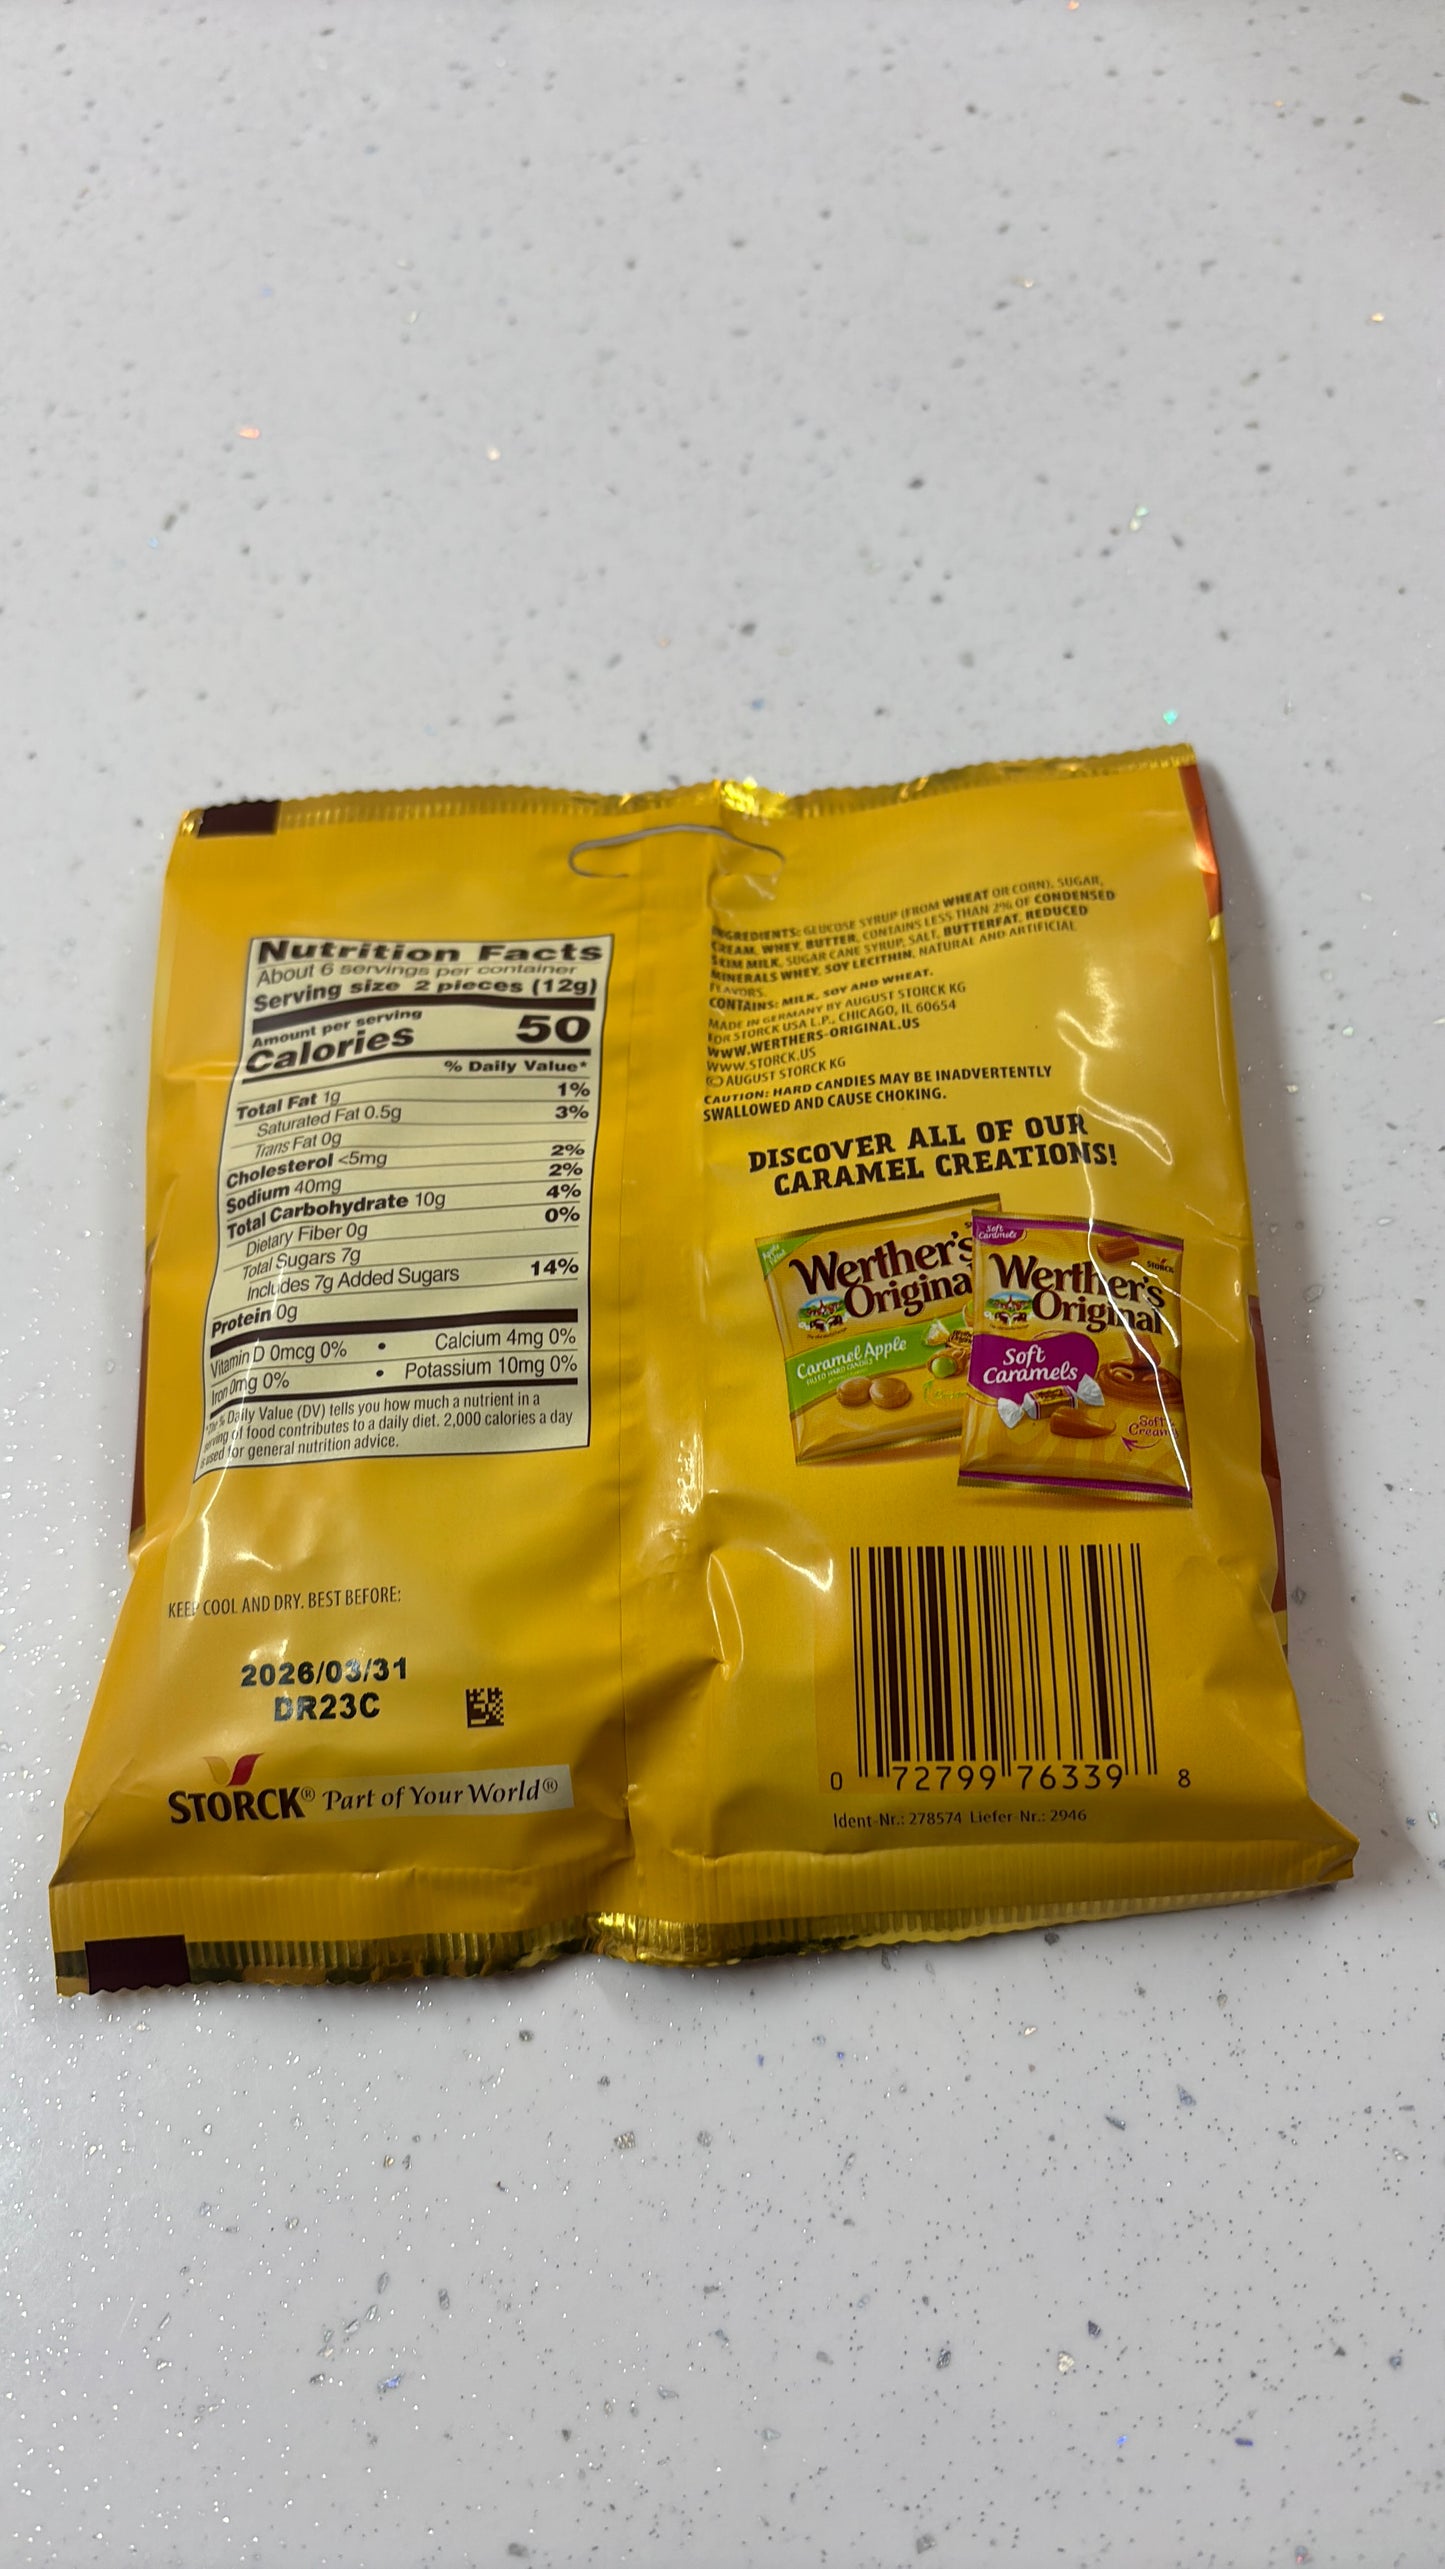 Nutrition Facts
About 6 servings per container
Serving size 2 pieces (12g)
Amount per serving
Calories 50
% Daily Value*
Total Fat 1g 1%
Saturated Fat 0.5g 3%
Trans Fat 0g
Cholesterol <5mg 2%
Sodium 40mg 2%
Total Carbohydrate 10g 4%
Dietary Fiber 0g 0%
Total Sugars 7g
Includes 7g Added Sugars 14%
Protein 0g
Vitamin D 0mcg 0% • Calcium 4mg 0%
Iron 0mg 0% • Potassium 10mg 0%
*The % Daily Value (DV) tells you how much a nutrient in a
serving of food contributes to a daily diet. 2,000 calories a day
is used for general nutrition advice.
KEEP COOL AND DRY. BEST BEFORE:
2026/03/31
DR23C
STORCK® Part of Your World®
INGREDIENTS: GLUCOSE SYRUP (FROM WHEAT OR CORN), SUGAR,
CREAM, WHEY, BUTTER, CONTAINS LESS THAN 2% OF CONDENSED
SKIM MILK, SUGAR CANE SYRUP, SALT, BUTTERFAT, REDUCED
MINERALS WHEY, SOY LECITHIN, NATURAL AND ARTIFICIAL
FLAVORS.
CONTAINS: MILK, SOY AND WHEAT.
MADE IN GERMANY BY AUGUST STORCK KG
FOR STORCK USA L.P., CHICAGO, IL 60654
WWW.WERTHERS-ORIGINAL.US
WWW.STORCK.US
© AUGUST STORCK KG
CAUTION: HARD CANDIES MAY BE INADVERTENTLY
SWALLOWED AND CAUSE CHOKING.
DISCOVER ALL OF OUR
CARAMEL CREATIONS!
Werther's
Origina
Caramel Apple
FILLED HARD CANDIES
Soft
Caramels
STORCK
Werther's
Original
Soft
Caramels
Soft
Creamy
0 72799 76339 8
Ident-Nr.: 278574 Liefer-Nr.: 2946